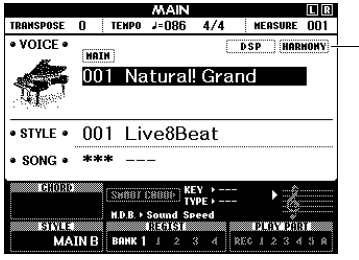 MAIN L R
TRANSPOSE 0 TEMPO ♩=086 4/4 MEASURE 001
• VOICE • DSP HARMONY
MAIN
001 Natural! Grand
• STYLE • 001 Live8Beat
• SONG • *** ---
CHORD SMART CHORD KEY ▸ ---
TYPE ▸ ---
M.D.B. ▸ Sound Speed
STYLE REGIST PLAY PART
MAIN B BANK 1 1 2 3 4 REC 1 2 3 4 5 A